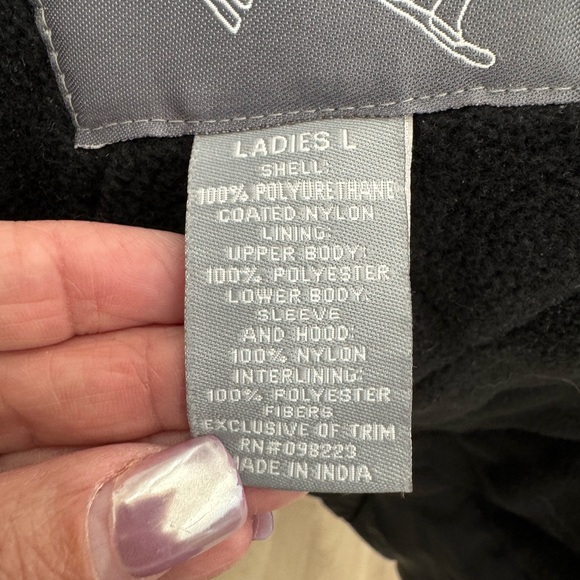 LADIES L
SHELL:
100% POLYURETHANE
COATED NYLON
LINING:
UPPER BODY:
100% POLYESTER
LOWER BODY:
SLEEVE
AND HOOD:
100% NYLON
INTERLINING:
100% POLYESTER
FIBERS
EXCLUSIVE OF TRIM
RN#098229
MADE IN INDIA